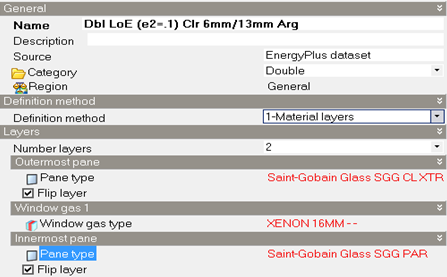 General
Name Dbl LoE (e2=.1) Clr 6mm/13mm Arg
Description
Source EnergyPlus dataset
Category Double
Region General
Definition method
Definition method 1-Material layers
Layers
Number layers 2
Outermost pane
Pane type Saint-Gobain Glass SGG CL XTR
Flip layer
Window gas 1
Window gas type XENON 16MM - -
Innermost pane
Pane type Saint-Gobain Glass SGG PAR
Flip layer